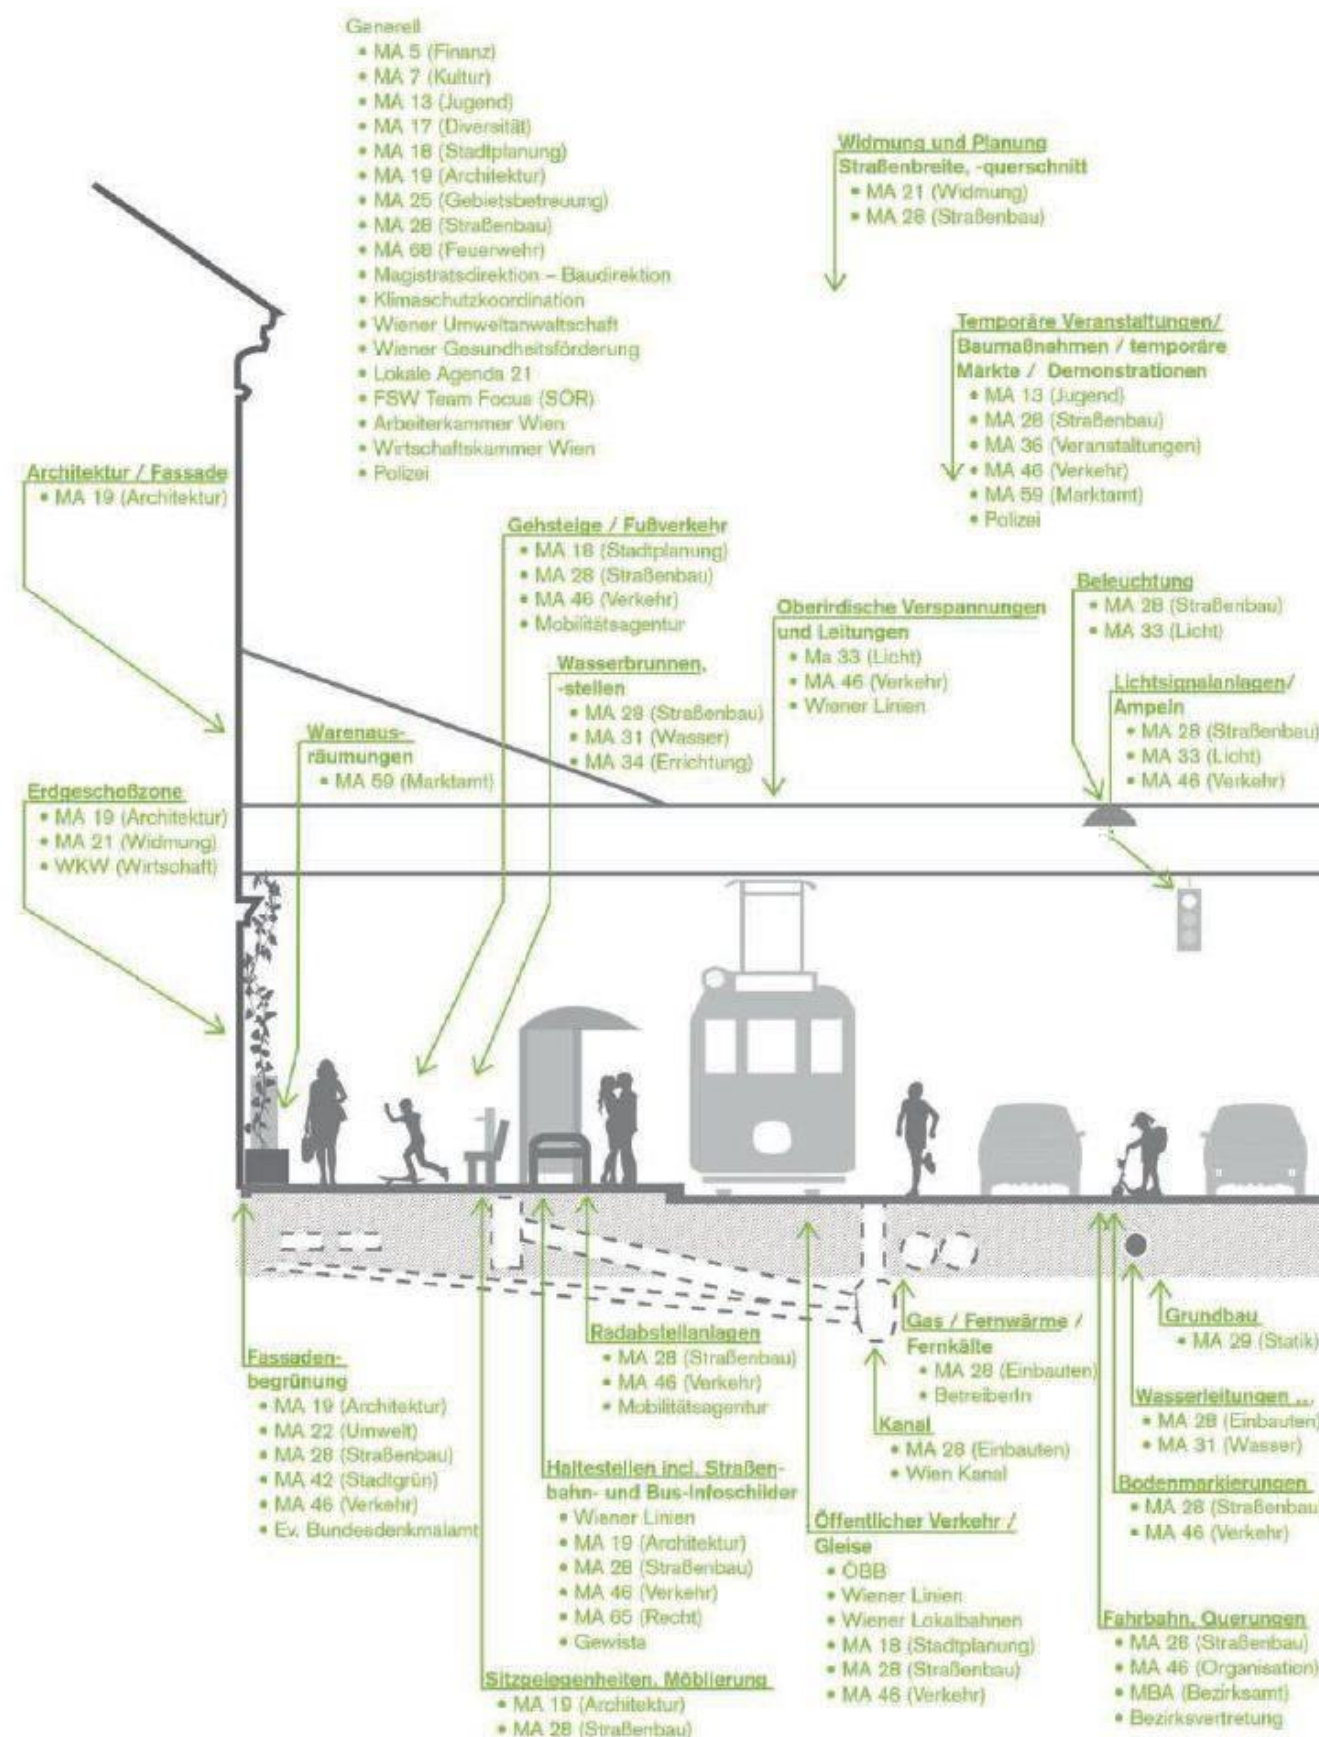 Generell
• MA 5 (Finanz)
• MA 7 (Kultur)
• MA 13 (Jugend)
• MA 17 (Diversität)
• MA 18 (Stadtplanung)
• MA 19 (Architektur)
• MA 25 (Gebietsbetreuung)
• MA 28 (Straßenbau)
• MA 68 (Feuerwehr)
• Magistratsdirektion – Baudirektion
• Klimaschutzkoordination
• Wiener Umweltanwaltschaft
• Wiener Gesundheitsförderung
• Lokale Agenda 21
• FSW Team Focus (SÖR)
• Arbeiterkammer Wien
• Wirtschaftskammer Wien
• Polizei
Widmung und Planung
Straßenbreite, -querschnitt
• MA 21 (Widmung)
• MA 28 (Straßenbau)
Temporäre Veranstaltungen/
Baumaßnahmen / temporäre
Märkte / Demonstrationen
• MA 13 (Jugend)
• MA 28 (Straßenbau)
• MA 36 (Veranstaltungen)
• MA 46 (Verkehr)
• MA 59 (Marktamt)
• Polizei
Architektur / Fassade
• MA 19 (Architektur)
Gehsteige / Fußverkehr
• MA 18 (Stadtplanung)
• MA 28 (Straßenbau)
• MA 46 (Verkehr)
• Mobilitätsagentur
Wasserbrunnen,
-stellen
• MA 28 (Straßenbau)
• MA 31 (Wasser)
• MA 34 (Errichtung)
Oberirdische Verspannungen
und Leitungen
• Ma 33 (Licht)
• MA 46 (Verkehr)
• Wiener Linien
Beleuchtung
• MA 28 (Straßenbau)
• MA 33 (Licht)
Lichtsignalanlagen/
Ampeln
• MA 28 (Straßenbau)
• MA 33 (Licht)
• MA 46 (Verkehr)
Warenaus-
räumungen
• MA 59 (Marktamt)
Erdgeschoßzone
• MA 19 (Architektur)
• MA 21 (Widmung)
• WKW (Wirtschaft)
Fassaden-
begrünung
• MA 19 (Architektur)
• MA 22 (Umwelt)
• MA 28 (Straßenbau)
• MA 42 (Stadtgrün)
• MA 46 (Verkehr)
• Ev. Bundesdenkmalamt
Radabstellanlagen
• MA 28 (Straßenbau)
• MA 46 (Verkehr)
• Mobilitätsagentur
Haltestellen incl. Straßen-
bahn- und Bus-Infoschilder
• Wiener Linien
• MA 19 (Architektur)
• MA 28 (Straßenbau)
• MA 46 (Verkehr)
• MA 65 (Recht)
• Gewista
Sitzgelegenheiten, Möblierung
• MA 19 (Architektur)
• MA 28 (Straßenbau)
Gas / Fernwärme /
Fernkälte
• MA 28 (Einbauten)
• BetreiberIn
Kanal
• MA 28 (Einbauten)
• Wien Kanal
Öffentlicher Verkehr /
Gleise
• ÖBB
• Wiener Linien
• Wiener Lokalbahnen
• MA 18 (Stadtplanung)
• MA 28 (Straßenbau)
• MA 46 (Verkehr)
Grundbau
• MA 29 (Statik)
Wasserleitungen ...
• MA 28 (Einbauten)
• MA 31 (Wasser)
Bodenmarkierungen
• MA 28 (Straßenbau
• MA 46 (Verkehr)
Fahrbahn, Querungen
• MA 28 (Straßenbau)
• MA 46 (Organisation)
• MBA (Bezirksamt)
• Bezirksvertretung